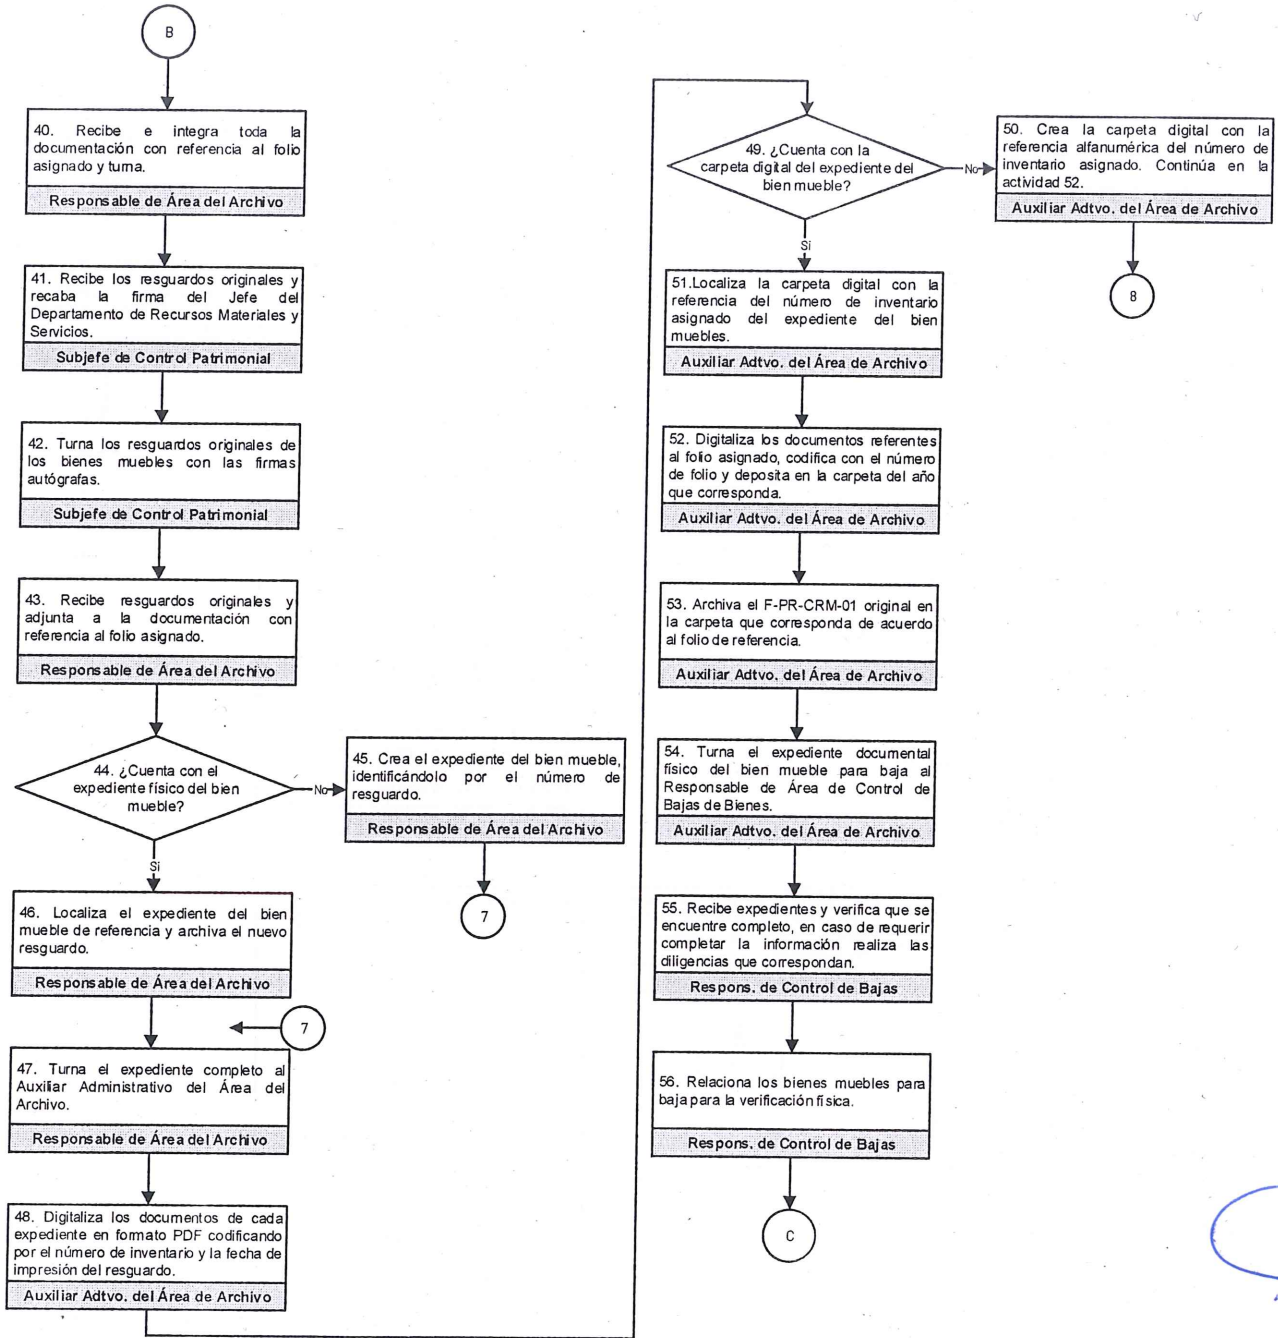 B
40. Recibe e integra toda la
documentación con referencia al folio
asignado y turna.
Responsable de Área del Archivo
41. Recibe los resguardos originales y
recaba la firma del Jefe del
Departamento de Recursos Materiales y
Servicios.
Subjefe de Control Patrimonial
42. Turna los resguardos originales de
los bienes muebles con las firmas
autógrafas.
Subjefe de Control Patrimonial
43. Recibe resguardos originales y
adjunta a la documentación con
referencia al folio asignado.
Responsable de Área del Archivo
44. ¿Cuenta con el
expediente físico del bien
mueble?
No
45. Crea el expediente del bien mueble,
identificándolo por el número de
resguardo.
Responsable de Área del Archivo
7
Si
46. Localiza el expediente del bien
mueble de referencia y archiva el nuevo
resguardo.
Responsable de Área del Archivo
7
47. Turna el expediente completo al
Auxiliar Administrativo del Área del
Archivo.
Responsable de Área del Archivo
48. Digitaliza los documentos de cada
expediente en formato PDF codificando
por el número de inventario y la fecha de
impresión del resguardo.
Auxiliar Adtvo. del Área de Archivo
49. ¿Cuenta con la
carpeta digital del expediente del
bien mueble?
No
50. Crea la carpeta digital con la
referencia alfanumérica del número de
inventario asignado. Continúa en la
actividad 52.
Auxiliar Adtvo. del Área de Archivo
8
Si
51.Localiza la carpeta digital con la
referencia del número de inventario
asignado del expediente del bien
muebles.
Auxiliar Adtvo. del Área de Archivo
52. Digitaliza los documentos referentes
al folio asignado, codifica con el número
de folio y deposita en la carpeta del año
que corresponda.
Auxiliar Adtvo. del Área de Archivo
53. Archiva el F-PR-CRM-01 original en
la carpeta que corresponda de acuerdo
al folio de referencia.
Auxiliar Adtvo. del Área de Archivo
54. Turna el expediente documental
físico del bien mueble para baja al
Responsable de Área de Control de
Bajas de Bienes.
Auxiliar Adtvo. del Área de Archivo
55. Recibe expedientes y verifica que se
encuentre completo, en caso de requerir
completar la información realiza las
diligencias que correspondan.
Respons. de Control de Bajas
56. Relaciona los bienes muebles para
baja para la verificación física.
Respons. de Control de Bajas
C